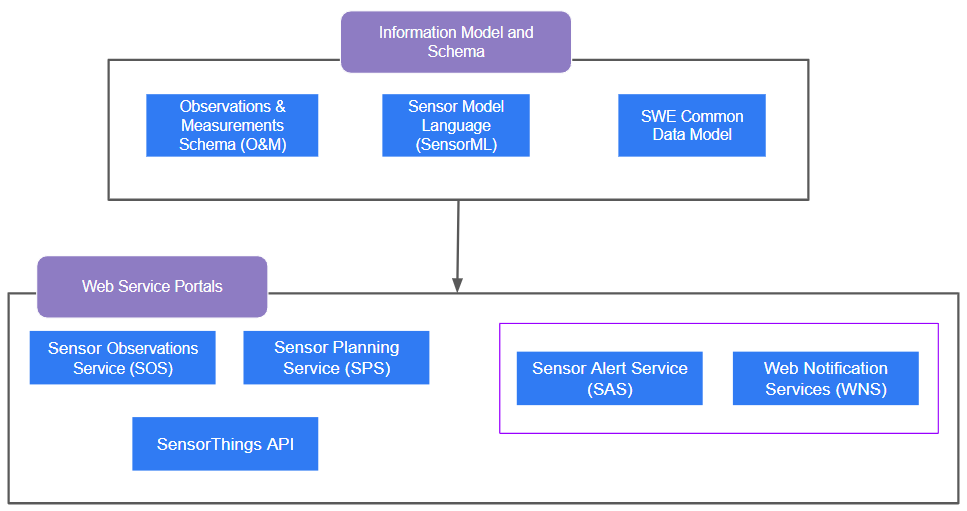 Information Model and
Schema
Observations &
Measurements
Schema (O&M)
Sensor Model
Language
(SensorML)
SWE Common
Data Model
Web Service Portals
Sensor Observations
Service (SOS)
Sensor Planning
Service (SPS)
Sensor Alert Service
(SAS)
Web Notification
Services (WNS)
SensorThings API